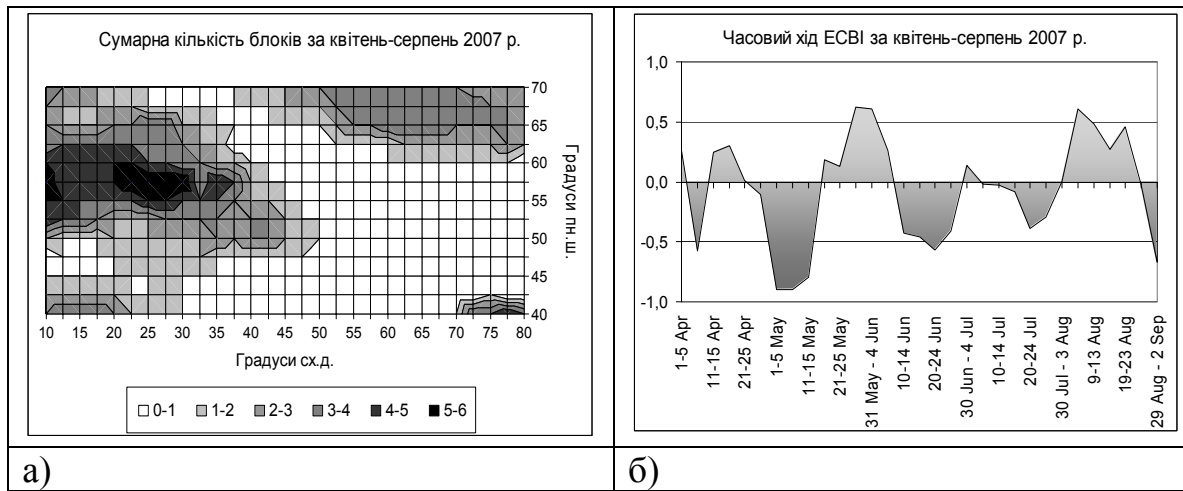 Сумарна кількість блоків за квітень-серпень 2007 р.
70
65
60
55
50
45
40
Градуси пн.ш.
10 15 20 25 30 35 40 45 50 55 60 65 70 75 80
Градуси сх.д.
0-1 1-2 2-3 3-4 4-5 5-6
а)
Часовий хід ЕСВІ за квітень-серпень 2007 р.
1,0
0,5
0,0
-0,5
-1,0
1-5 Apr
11-15 Apr
21-25 Apr
1-5 May
11-15 May
21-25 May
31 May - 4 Jun
10-14 Jun
20-24 Jun
30 Jun - 4 Jul
10-14 Jul
20-24 Jul
30 Jul - 3 Aug
9-13 Aug
19-23 Aug
29 Aug - 2 Sep
б)